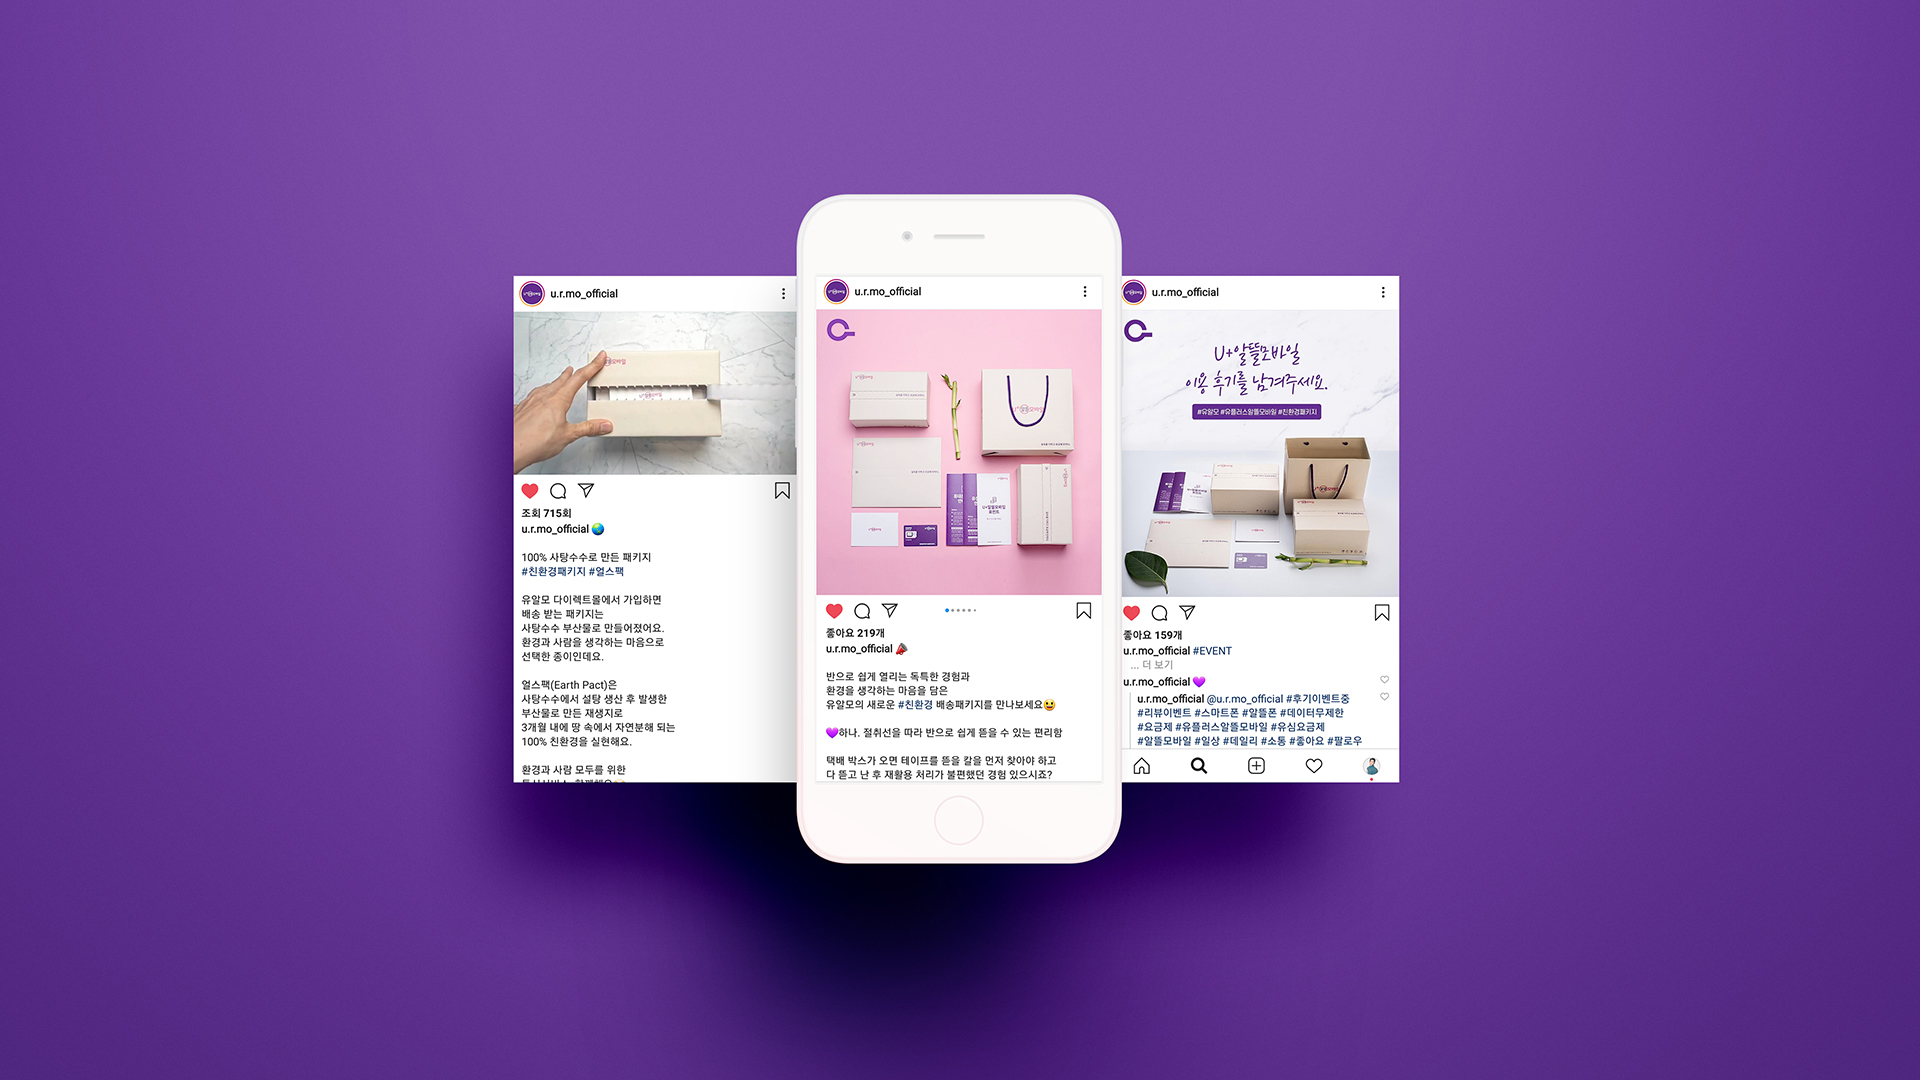 u.r.mo_official
조회 715회
u.r.mo_official
100% 사탕수수로 만든 패키지
#친환경패키지 #얼스팩
유알모 다이렉트몰에서 가입하면
배송 받는 패키지는
사탕수수 부산물로 만들어졌어요.
환경과 사람을 생각하는 마음으로
선택한 종이인데요.
얼스팩(Earth Pact)은
사탕수수에서 설탕 생산 후 발생한
부산물로 만든 재생지로
3개월 내에 땅 속에서 자연분해 되는
100% 친환경을 실현해요.
환경과 사람 모두를 위한
u.r.mo_official
U+알뜰모바일
유심전트
좋아요 219개
u.r.mo_official
반으로 쉽게 열리는 독특한 경험과
환경을 생각하는 마음을 담은
유알모의 새로운 #친환경 배송패키지를 만나보세요
하나. 절취선을 따라 반으로 쉽게 뜯을 수 있는 편리함
택배 박스가 오면 테이프를 뜯을 칼을 먼저 찾아야 하고
다 뜯고 난 후 재활용 처리가 불편했던 경험 있으시죠?
u.r.mo_official
U+알뜰모바일
이용 후기를 남겨주세요.
#유알모 #유플러스알뜰모바일 #친환경패키지
좋아요 159개
u.r.mo_official #EVENT
... 더 보기
u.r.mo_official
u.r.mo_official @u.r.mo_official #후기이벤트중
#리뷰이벤트 #스마트폰 #알뜰폰 #데이터무제한
#요금제 #유플러스알뜰모바일 #유심요금제
#알뜰모바일 #일상 #데일리 #소통 #좋아요 #팔로우